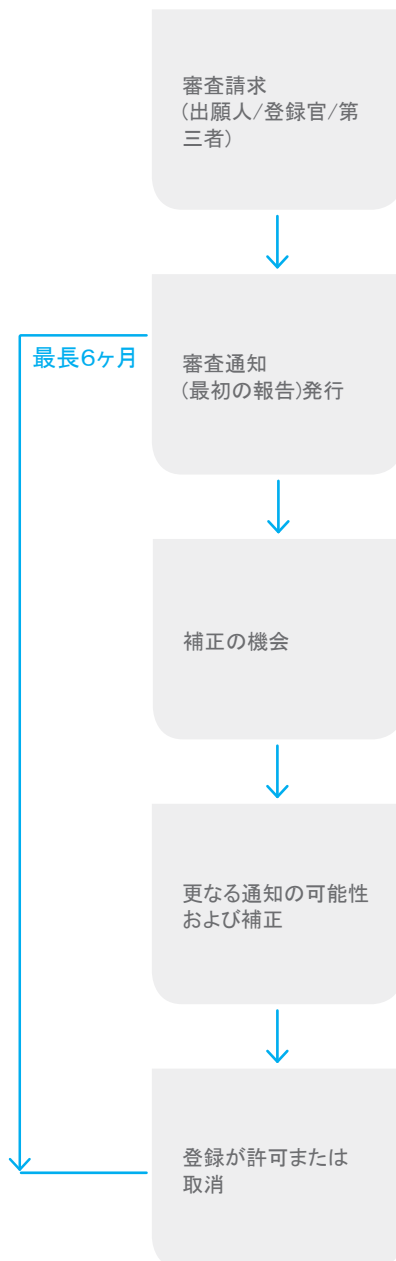 審査請求
(出願人/登録官/第
三者)
最長6ヶ月
審査通知
(最初の報告)発行
補正の機会
更なる通知の可能性
および補正
登録が許可または
取消